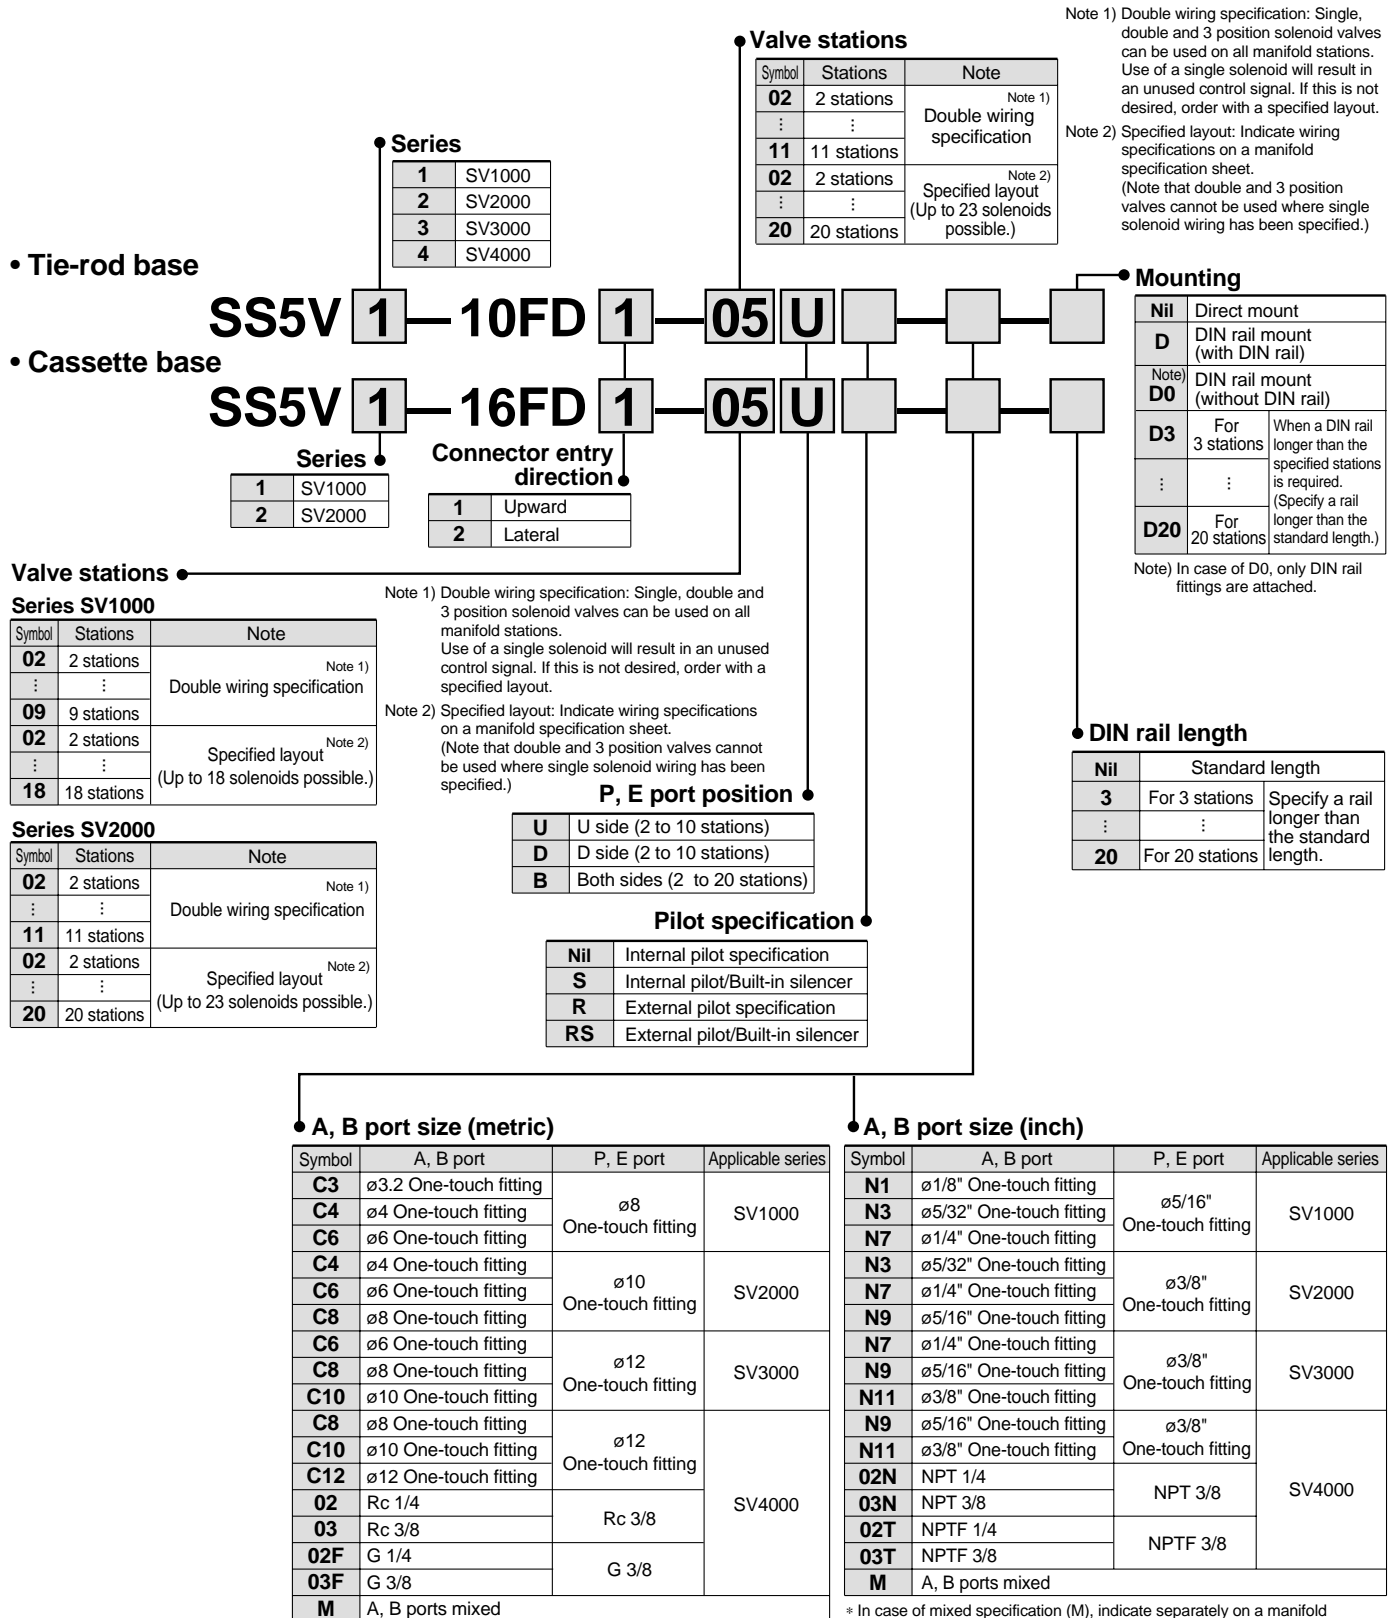 Note 1) Double wiring specification: Single,
double and 3 position solenoid valves
can be used on all manifold stations.
Use of a single solenoid will result in
an unused control signal. If this is not
desired, order with a specified layout.
Note 2) Specified layout: Indicate wiring
specifications on a manifold
specification sheet.
(Note that double and 3 position
valves cannot be used where single
solenoid wiring has been specified.)
Valve stations
Symbol Stations Note
02 2 stations Note 1)
Double wiring
specification
⋮ ⋮
11 11 stations
02 2 stations Note 2)
Specified layout
(Up to 23 solenoids
possible.)
⋮ ⋮
20 20 stations
Series
1 SV1000
2 SV2000
3 SV3000
4 SV4000
• Tie-rod base
SS5V 1 — 10FD 1 — 05 U
• Cassette base
SS5V 1 — 16FD 1 — 05 U
Mounting
Nil Direct mount
D DIN rail mount
(with DIN rail)
Note)
D0 DIN rail mount
(without DIN rail)
D3 For
3 stations
⋮ ⋮
D20 For
20 stations
When a DIN rail
longer than the
specified stations
is required.
(Specify a rail
longer than the
standard length.)
Note) In case of D0, only DIN rail
fittings are attached.
Series
1 SV1000
2 SV2000
Connector entry
direction
1 Upward
2 Lateral
Valve stations
Series SV1000
Symbol Stations Note
02 2 stations Note 1)
⋮ ⋮ Double wiring specification
09 9 stations
02 2 stations Note 2)
Specified layout
⋮ ⋮ (Up to 18 solenoids possible.)
18 18 stations
Series SV2000
Symbol Stations Note
02 2 stations Note 1)
⋮ ⋮ Double wiring specification
11 11 stations
02 2 stations Note 2)
Specified layout
⋮ ⋮ (Up to 23 solenoids possible.)
20 20 stations
Note 1) Double wiring specification: Single, double and
3 position solenoid valves can be used on all
manifold stations.
Use of a single solenoid will result in an unused
control signal. If this is not desired, order with a
specified layout.
Note 2) Specified layout: Indicate wiring specifications
on a manifold specification sheet.
(Note that double and 3 position valves cannot
be used where single solenoid wiring has been
specified.)
P, E port position
U U side (2 to 10 stations)
D D side (2 to 10 stations)
B Both sides (2 to 20 stations)
Pilot specification
Nil Internal pilot specification
S Internal pilot/Built-in silencer
R External pilot specification
RS External pilot/Built-in silencer
DIN rail length
Nil Standard length
3 For 3 stations
⋮ ⋮
20 For 20 stations
Specify a rail
longer than
the standard
length.
A, B port size (metric)
Symbol A, B port P, E port Applicable series
C3 ø3.2 One-touch fitting ø8
One-touch fitting SV1000
C4 ø4 One-touch fitting
C6 ø6 One-touch fitting
C4 ø4 One-touch fitting ø10
One-touch fitting SV2000
C6 ø6 One-touch fitting
C8 ø8 One-touch fitting
C6 ø6 One-touch fitting ø12
One-touch fitting SV3000
C8 ø8 One-touch fitting
C10 ø10 One-touch fitting
C8 ø8 One-touch fitting ø12
One-touch fitting SV4000
C10 ø10 One-touch fitting
C12 ø12 One-touch fitting
02 Rc 1/4 Rc 3/8
03 Rc 3/8
02F G 1/4 G 3/8
03F G 3/8
M A, B ports mixed
A, B port size (inch)
Symbol A, B port P, E port Applicable series
N1 ø1/8" One-touch fitting ø5/16"
One-touch fitting SV1000
N3 ø5/32" One-touch fitting
N7 ø1/4" One-touch fitting
N3 ø5/32" One-touch fitting ø3/8"
One-touch fitting SV2000
N7 ø1/4" One-touch fitting
N9 ø5/16" One-touch fitting
N7 ø1/4" One-touch fitting ø3/8"
One-touch fitting SV3000
N9 ø5/16" One-touch fitting
N11 ø3/8" One-touch fitting
N9 ø5/16" One-touch fitting ø3/8"
One-touch fitting SV4000
N11 ø3/8" One-touch fitting
02N NPT 1/4 NPT 3/8
03N NPT 3/8
02T NPTF 1/4 NPTF 3/8
03T NPTF 3/8
M A, B ports mixed
* In case of mixed specification (M), indicate separately on a manifold